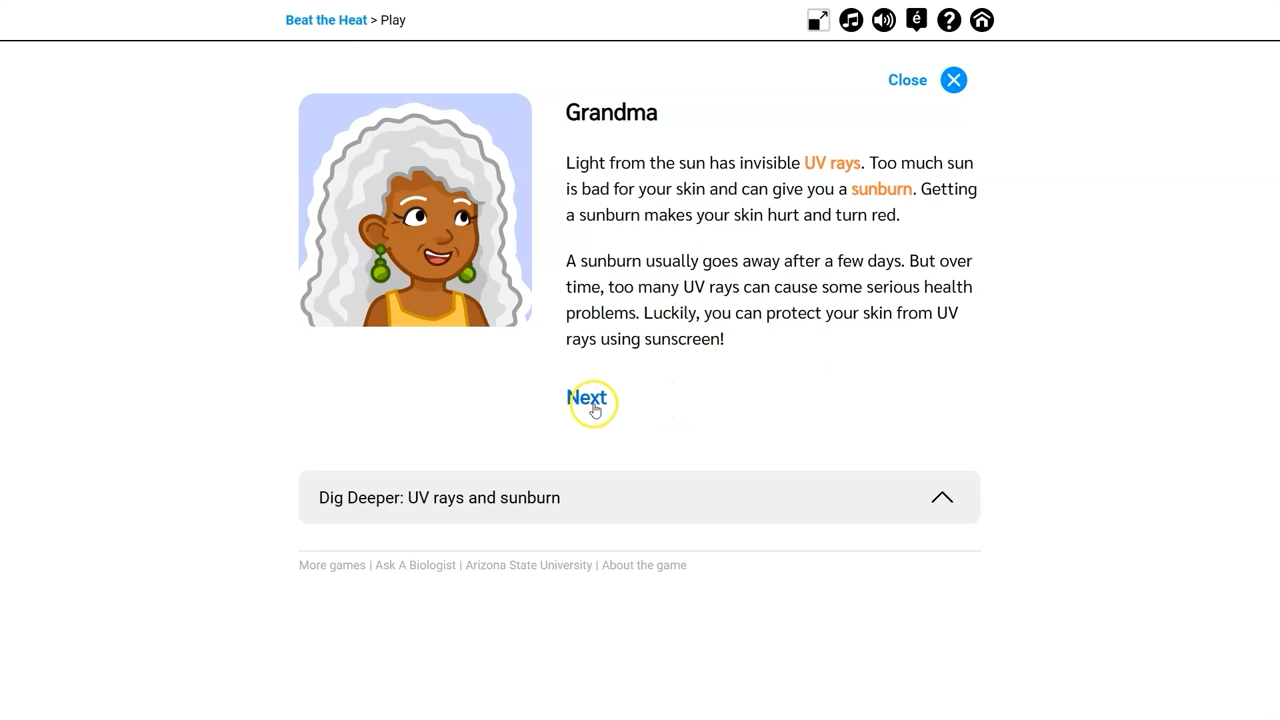 Beat the Heat > Play
é
?
Close
Grandma
Light from the sun has invisible UV rays. Too much sun
is bad for your skin and can give you a sunburn. Getting
a sunburn makes your skin hurt and turn red.
A sunburn usually goes away after a few days. But over
time, too many UV rays can cause some serious health
problems. Luckily, you can protect your skin from UV
rays using sunscreen!
Next
Dig Deeper: UV rays and sunburn
More games | Ask A Biologist | Arizona State University | About the game